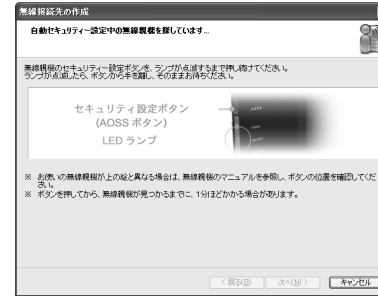 無線接続先の作成
自動セキュリティー設定中の無線親機を探しています...
無線親機のセキュリティー設定ボタンを、ランプが点滅するまで押し続けてください。
ランプが点滅したら、ボタンから手を離し、そのままお待ちください。
セキュリティ設定ボタン
(AOSS ボタン)
LED ランプ
※ お使いの無線親機が上の絵と異なる場合は、無線親機のマニュアルを参照し、ボタンの位置を確認してくだ
さい。
※ ボタンを押してから、無線親機が見つかるまでに、1分ほどかかる場合があります。
< 戻る(B) 次へ(N) > キャンセル